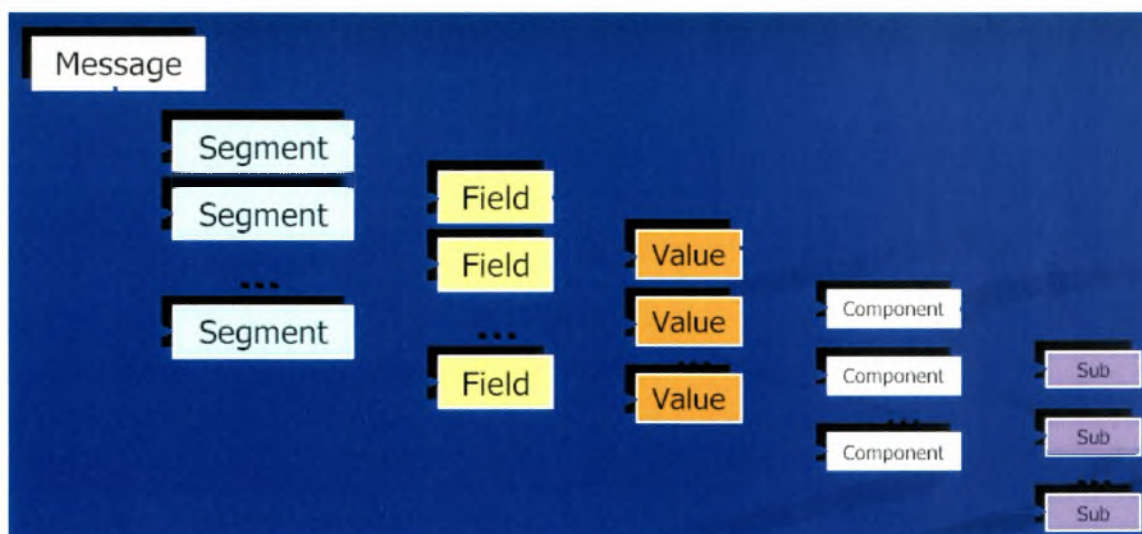 Message
Segment
Segment
...
Segment
Field
Field
...
Field
Value
Value
...
Value
Component
Component
...
Component
Sub
Sub
...
Sub